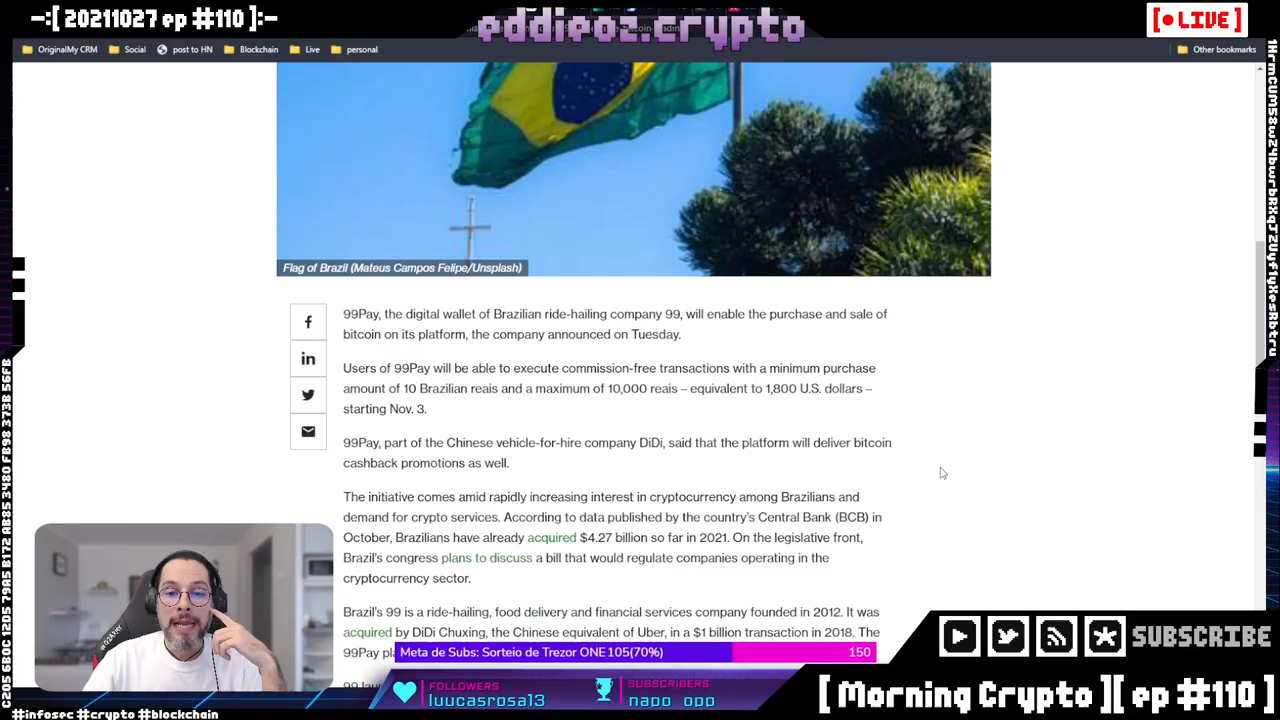 -:[ 20211027 ep #110 ]:-
eddieoz.crypto
[● LIVE]
OriginalMy CRM
Social
post to HN
Blockchain
Live
personal
Other bookmarks
Flag of Brazil (Mateus Campos Felipe/Unsplash)
99Pay, the digital wallet of Brazilian ride-hailing company 99, will enable the purchase and sale of
bitcoin on its platform, the company announced on Tuesday.
Users of 99Pay will be able to execute commission-free transactions with a minimum purchase
amount of 10 Brazilian reais and a maximum of 10,000 reais – equivalent to 1,800 U.S. dollars –
starting Nov. 3.
99Pay, part of the Chinese vehicle-for-hire company DiDi, said that the platform will deliver bitcoin
cashback promotions as well.
The initiative comes amid rapidly increasing interest in cryptocurrency among Brazilians and
demand for crypto services. According to data published by the country's Central Bank (BCB) in
October, Brazilians have already acquired $4.27 billion so far in 2021. On the legislative front,
Brazil's congress plans to discuss a bill that would regulate companies operating in the
cryptocurrency sector.
Brazil's 99 is a ride-hailing, food delivery and financial services company founded in 2012. It was
acquired by DiDi Chuxing, the Chinese equivalent of Uber, in a $1 billion transaction in 2018. The
99Pay
Meta de Subs: Sorteio de Trezor ONE 105(70%)
150
SUBSCRIBE
FOLLOWERS
luucasrosa13
SUBSCRIBERS
napo_opp
[ Morning Crypto ][ ep #110 ]
#infosec #crypto #blockchain